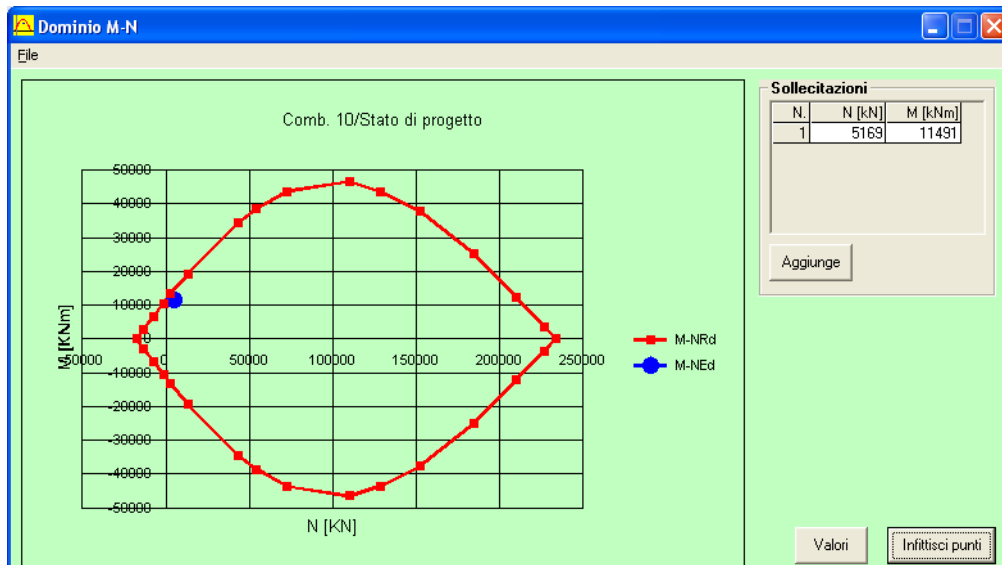 Dominio M-N
File
Comb. 10/Stato di progetto
50000
40000
30000
20000
10000
0
-10000
-20000
-30000
-40000
-50000
M [KNm]
-50000 0 50000 100000 150000 200000 250000
N [KN]
M-NRd
M-NEd
Sollecitazioni
N. N [kN] M [kNm]
1 5169 11491
Aggiunge
Valori
Infittisci punti